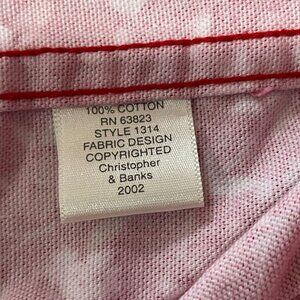 100% COTTON
RN 63823
STYLE 1314
FABRIC DESIGN
COPYRIGHTED
Christopher
& Banks
2002